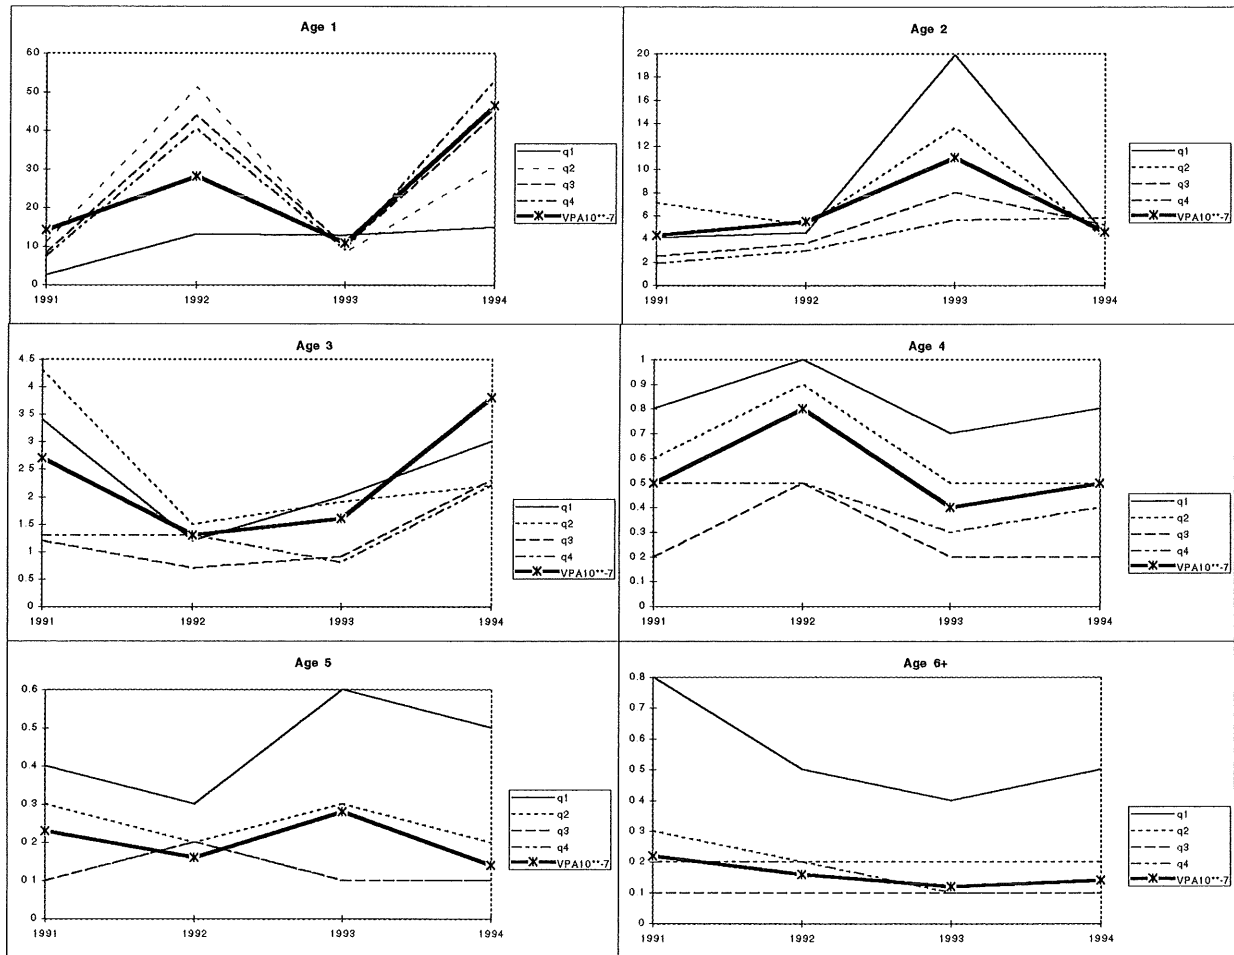 Age 1
60
50
40
30
20
10
0
1991
1992
1993
1994
q1
q2
q3
q4
VPA10**-7
Age 2
20
18
16
14
12
10
8
6
4
2
0
1991
1992
1993
1994
q1
q2
q3
q4
VPA10**-7
Age 3
4 5
4
3 5
3
2 5
2
1 5
1
0 5
0
1991
1992
1993
1994
q1
q2
q3
q4
VPA10**-7
Age 4
1
0 9
0 8
0 7
0 6
0 5
0 4
0 3
0 2
0 1
0
1991
1992
1993
1994
q1
q2
q3
q4
VPA10**-7
Age 5
0.6
0 5
0 4
0 3
0 2
0 1
0
1991
1992
1993
1994
q1
q2
q3
q4
VPA10**-7
Age 6+
0.8
0 7
0 6
0 5
0 4
0 3
0 2
0 1
0
1991
1992
1993
1994
q1
q2
q3
q4
VPA10**-7